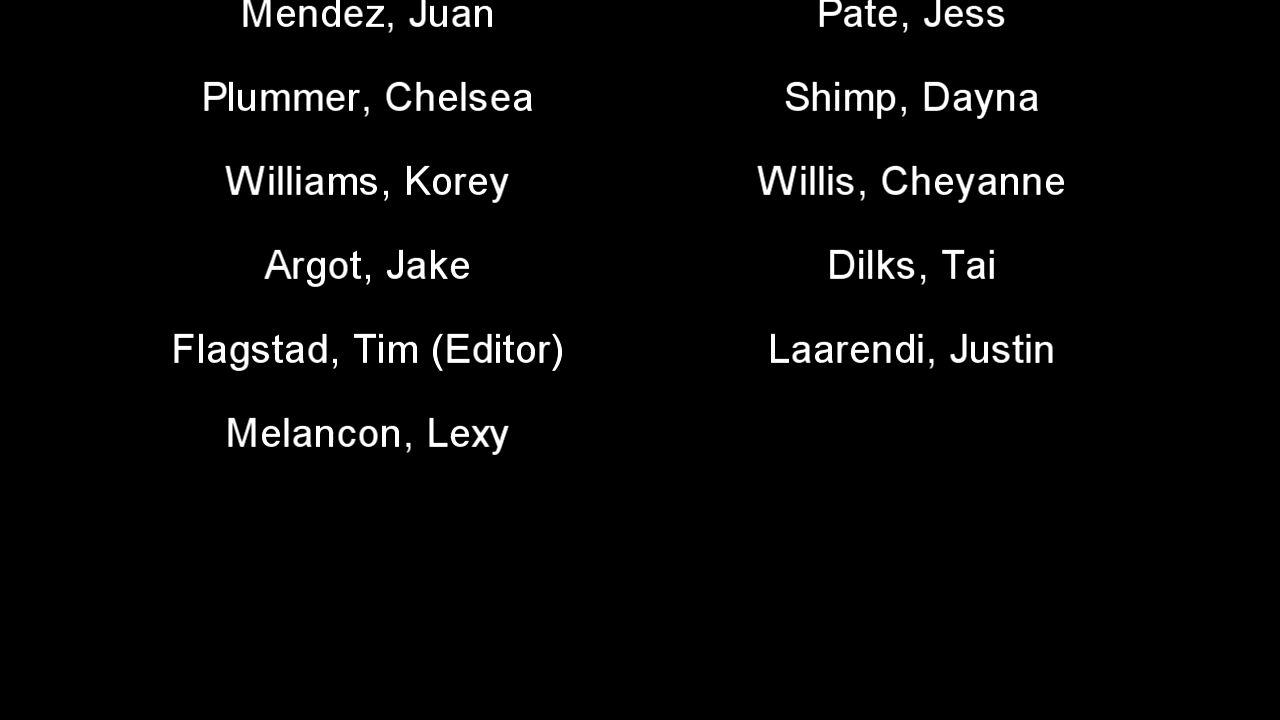 Mendez, Juan Pate, Jess
Plummer, Chelsea Shimp, Dayna
Williams, Korey Willis, Cheyanne
Argot, Jake Dilks, Tai
Flagstad, Tim (Editor) Laarendi, Justin
Melancon, Lexy